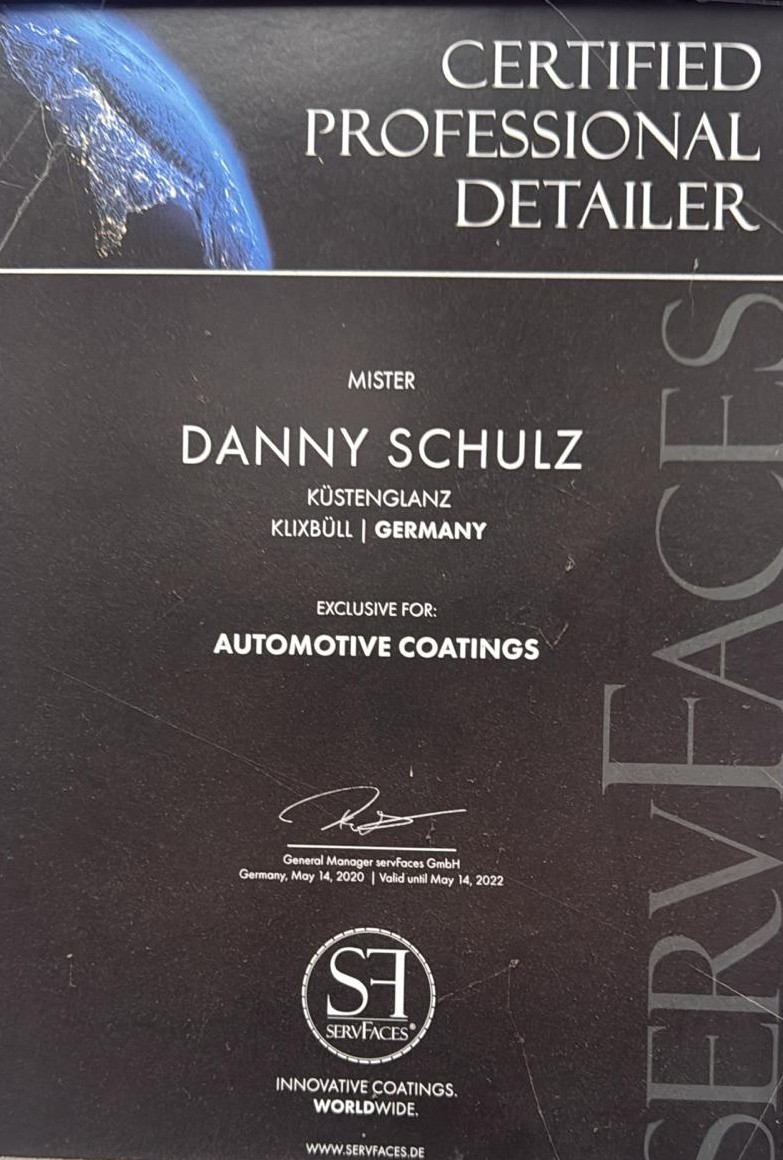 CERTIFIED
PROFESSIONAL
DETAILER
MISTER
DANNY SCHULZ
KÜSTENGLANZ
KLIXBÜLL | GERMANY
EXCLUSIVE FOR:
AUTOMOTIVE COATINGS
General Manager servFaces GmbH
Germany, May 14, 2020 | Valid until May 14, 2022
SF
SERVFACES®
INNOVATIVE COATINGS.
WORLDWIDE.
WWW.SERVFACES.DE
SERVFACES